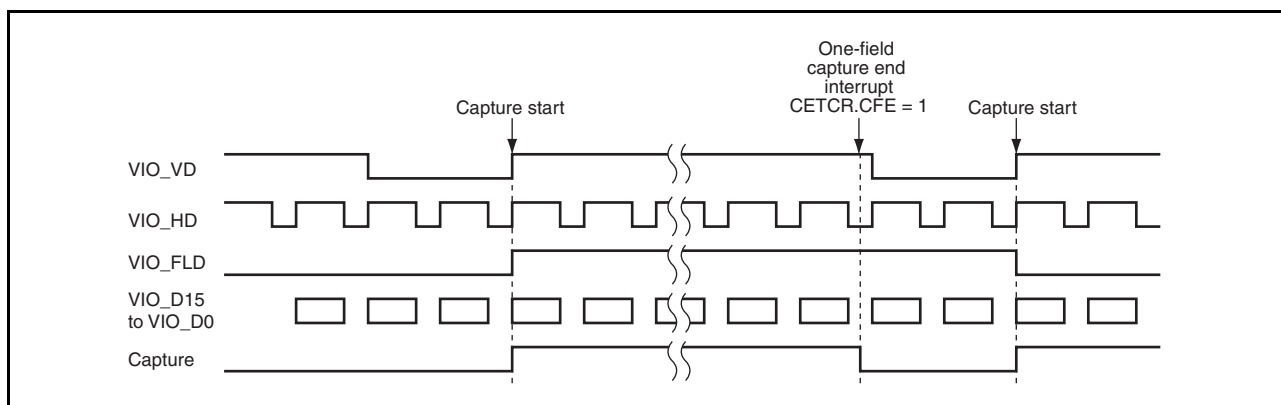 One-field
capture end
interrupt
CETCR.CFE = 1
Capture start
Capture start
VIO_VD
VIO_HD
VIO_FLD
VIO_D15
to VIO_D0
Capture